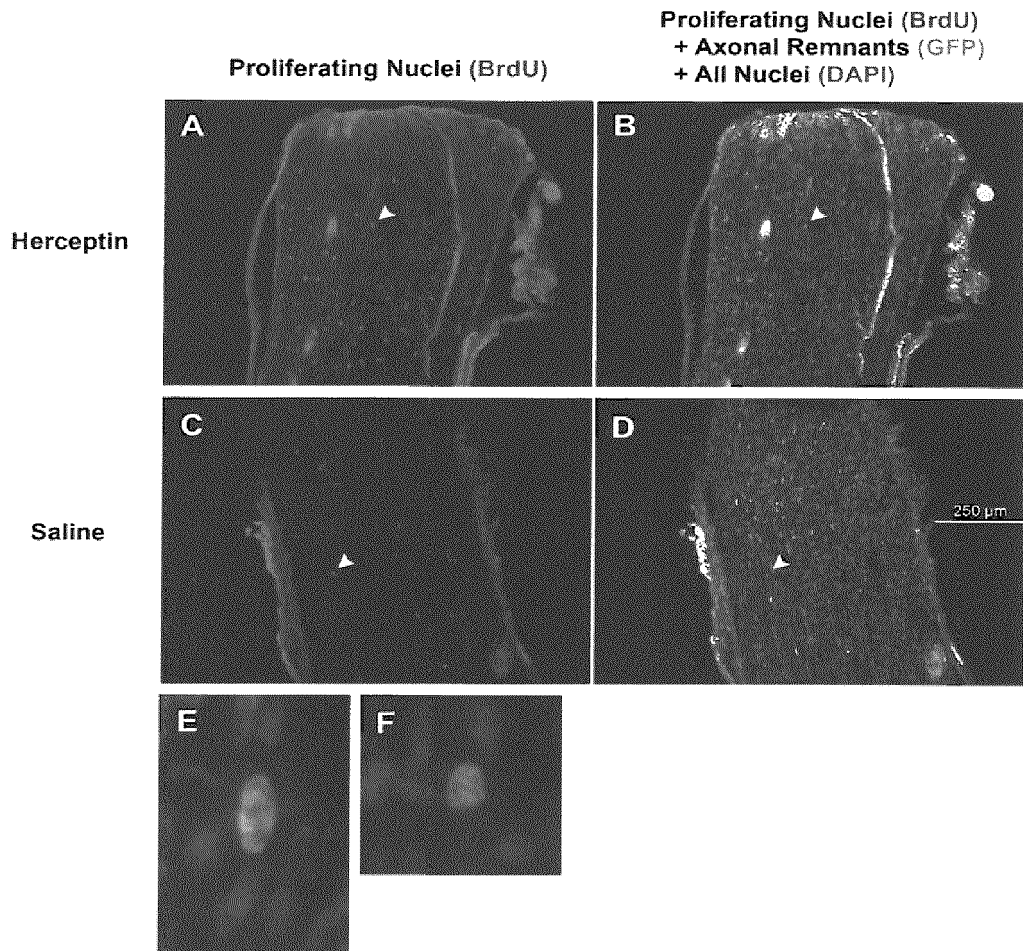 Proliferating Nuclei (BrdU)
Proliferating Nuclei (BrdU)
+ Axonal Remnants (GFP)
+ All Nuclei (DAPI)
Herceptin
A
B
Saline
C
D
250 µm
E
F